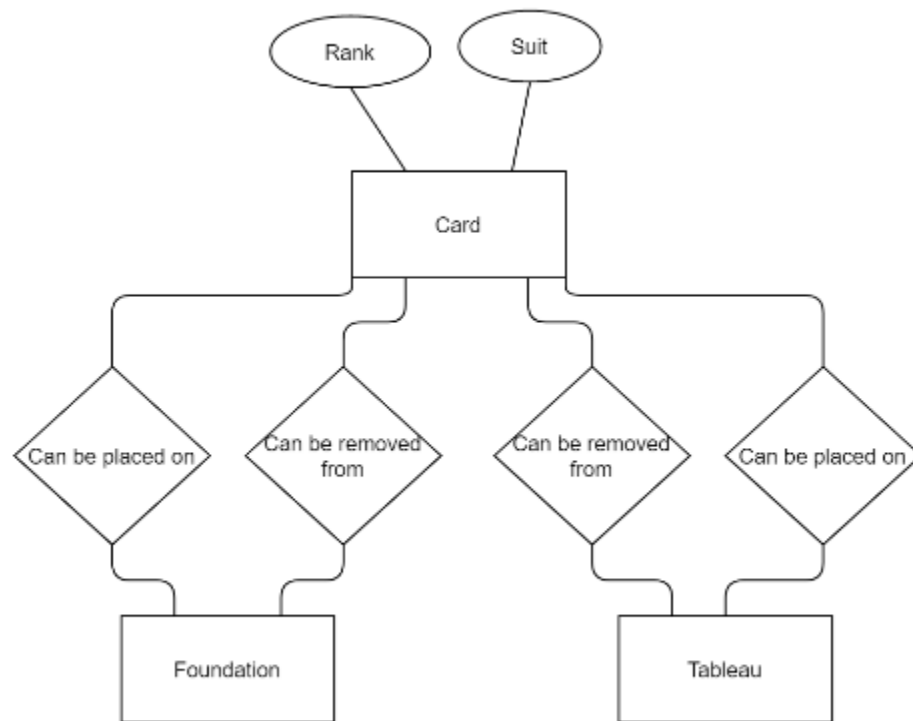 Rank
Suit
Card
Can be placed on
Can be removed
from
Can be removed
from
Can be placed on
Foundation
Tableau